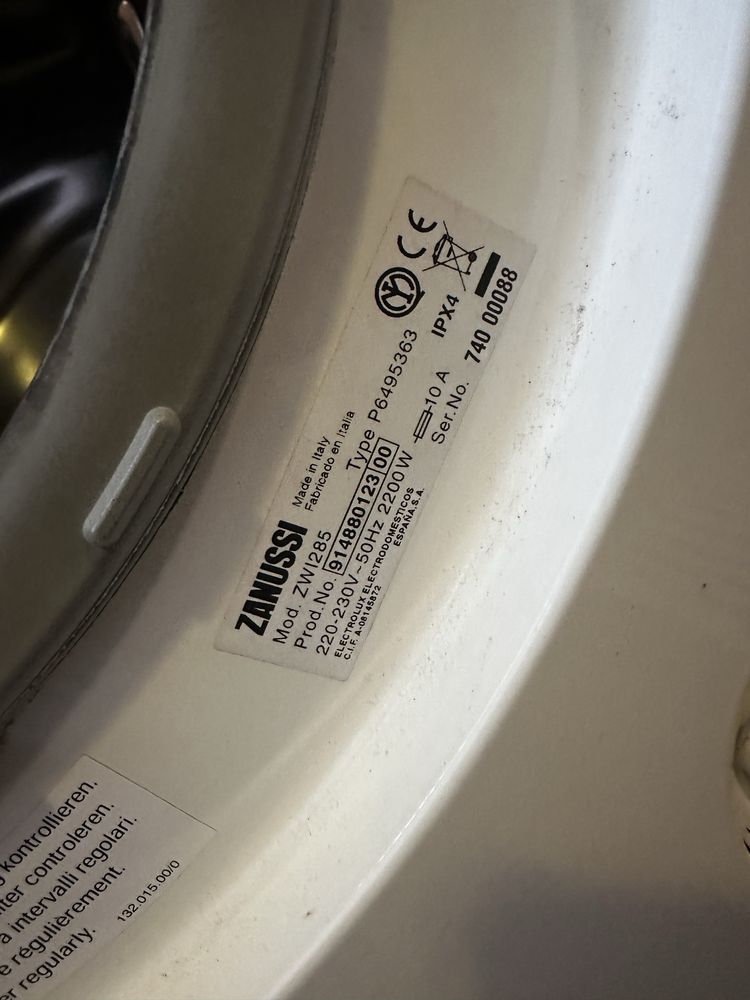 ZANUSSI
Made in Italy
Fabricado en Italia
Mod. ZWI285
Type P6495363
Prod.No. 914880123 00
220-230V~50Hz 2200W
10 A
IPX4
CE
ELECTROLUX ELECTRODOMESTICOS
ESPAÑA,S.A.
C.I.F. A-08145872
Ser.No. 740 00088
kontrollieren.
controleren.
a intervalli regolari.
e régulièrement.
regularly.
132.015.00/0